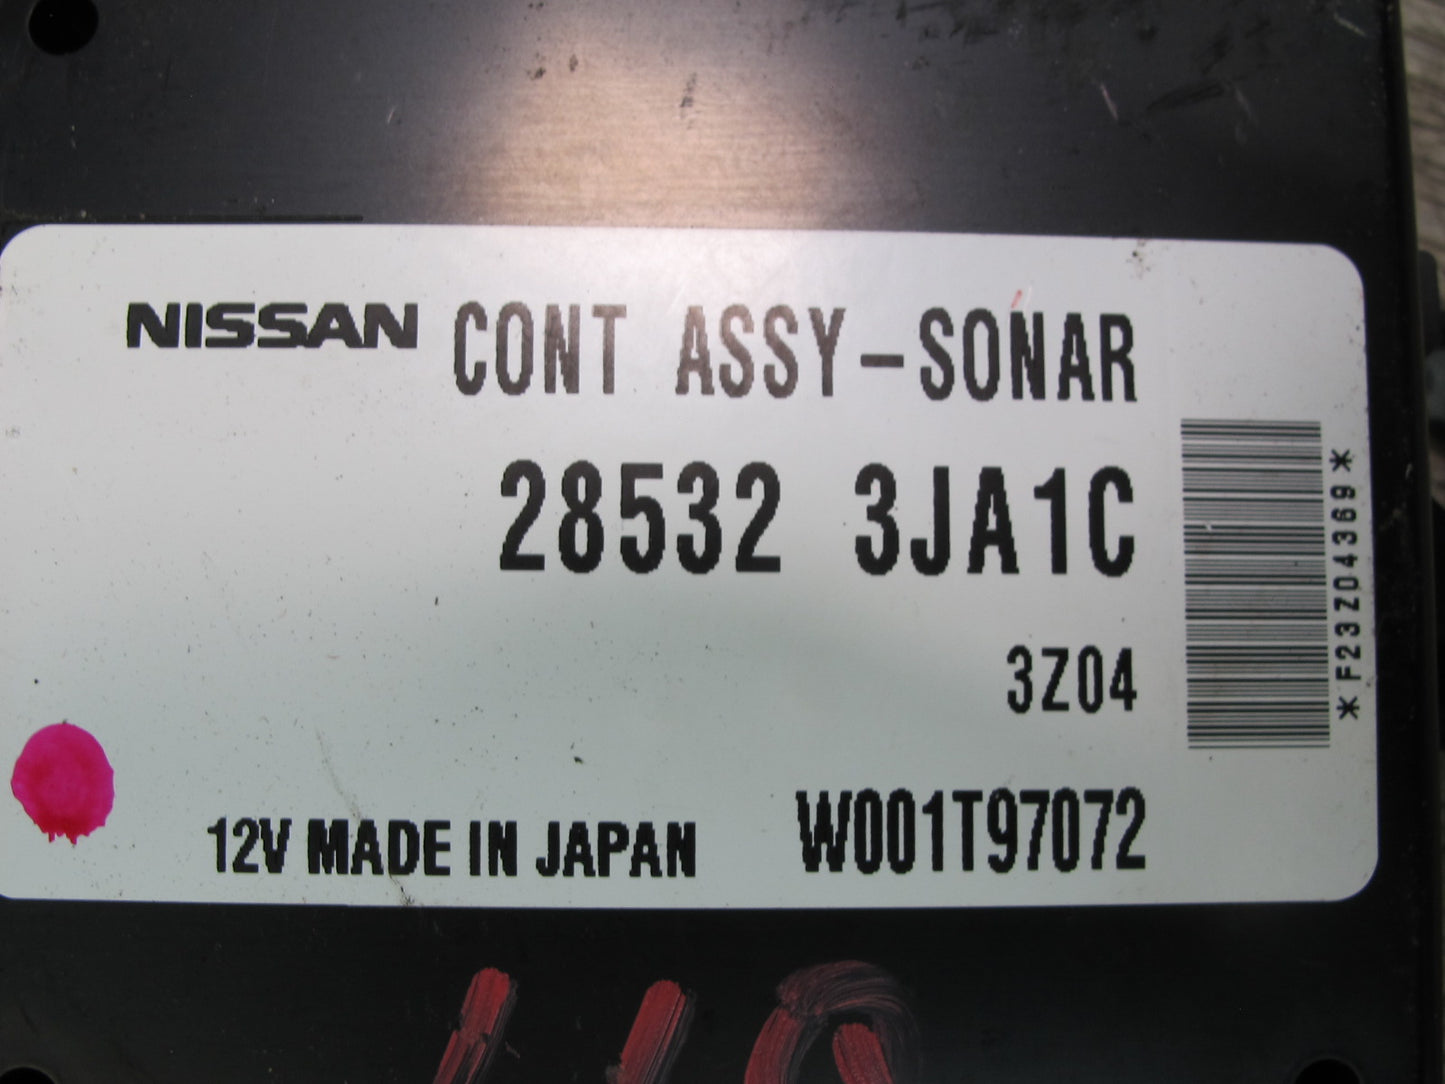 NISSAN CONT ASSY-SONAR
28532 3JA1C
3Z04
12V MADE IN JAPAN W001T97072
*F23Z04369*